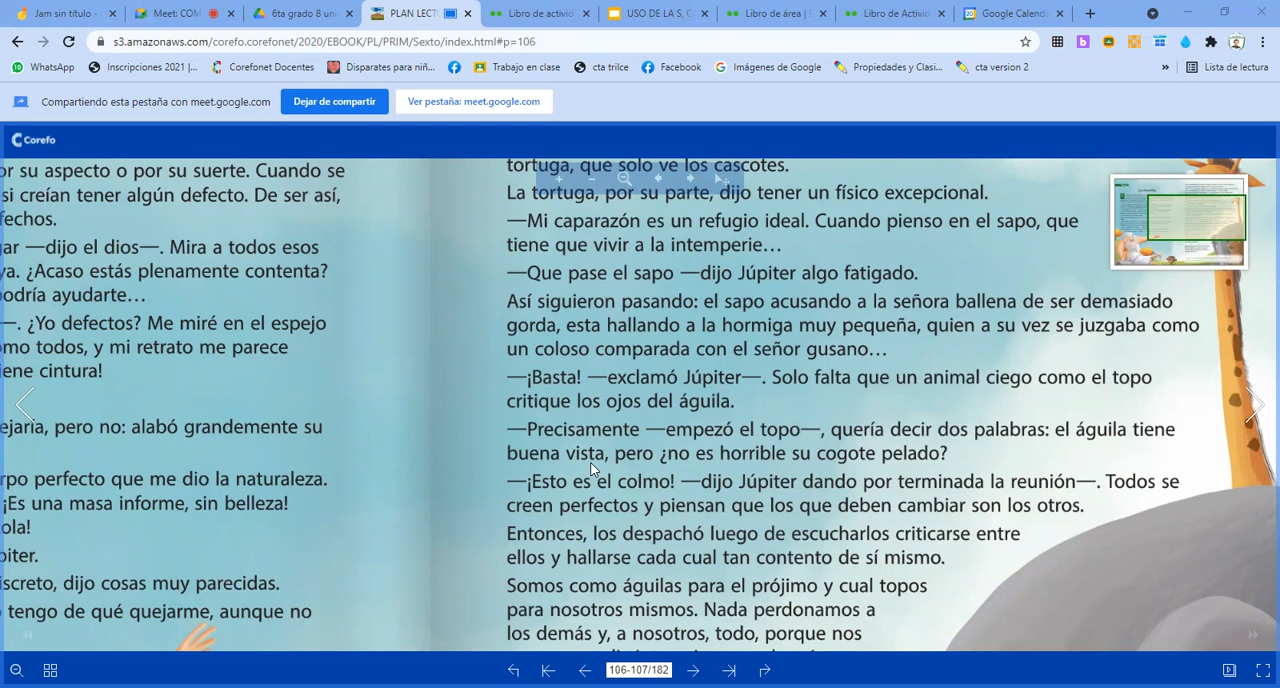 Jam sin título -
Meet: COM
6ta grado 8 uni
PLAN LECT
Libro de activid
USO DE LA S, C
Libro de área | E
Libro de Activid
Google Calenda
s3.amazonaws.com/corefo.corefonet/2020/EBOOK/PL/PRIM/Sexto/index.html#p=106
WhatsApp
Inscripciones 2021 |...
Corefonet Docentes
Disparates para niñ...
Trabajo en clase
cta trilce
Facebook
Imágenes de Google
Propiedades y Clasi...
cta version 2
»
Lista de lectura
Compartiendo esta pestaña con meet.google.com
Dejar de compartir
Ver pestaña: meet.google.com
Corefo
or su aspecto o por su suerte. Cuando se
si creían tener algún defecto. De ser así,
fechos.
gar —dijo el dios—. Mira a todos esos
ya. ¿Acaso estás plenamente contenta?
podría ayudarte…
—. ¿Yo defectos? Me miré en el espejo
omo todos, y mi retrato me parece
iene cintura!
ejaría, pero no: alabó grandemente su
rpo perfecto que me dio la naturaleza.
¡Es una masa informe, sin belleza!
ola!
piter.
iscreto, dijo cosas muy parecidas.
o tengo de qué quejarme, aunque no
tortuga, que solo ve los cascotes.
La tortuga, por su parte, dijo tener un físico excepcional.
—Mi caparazón es un refugio ideal. Cuando pienso en el sapo, que
tiene que vivir a la intemperie…
—Que pase el sapo —dijo Júpiter algo fatigado.
Así siguieron pasando: el sapo acusando a la señora ballena de ser demasiado
gorda, esta hallando a la hormiga muy pequeña, quien a su vez se juzgaba como
un coloso comparada con el señor gusano…
—¡Basta! —exclamó Júpiter—. Solo falta que un animal ciego como el topo
critique los ojos del águila.
—Precisamente —empezó el topo—, quería decir dos palabras: el águila tiene
buena vista, pero ¿no es horrible su cogote pelado?
—¡Esto es el colmo! —dijo Júpiter dando por terminada la reunión—. Todos se
creen perfectos y piensan que los que deben cambiar son los otros.
Entonces, los despachó luego de escucharlos criticarse entre
ellos y hallarse cada cual tan contento de sí mismo.
Somos como águilas para el prójimo y cual topos
para nosotros mismos. Nada perdonamos a
los demás y, a nosotros, todo, porque nos
106-107/182